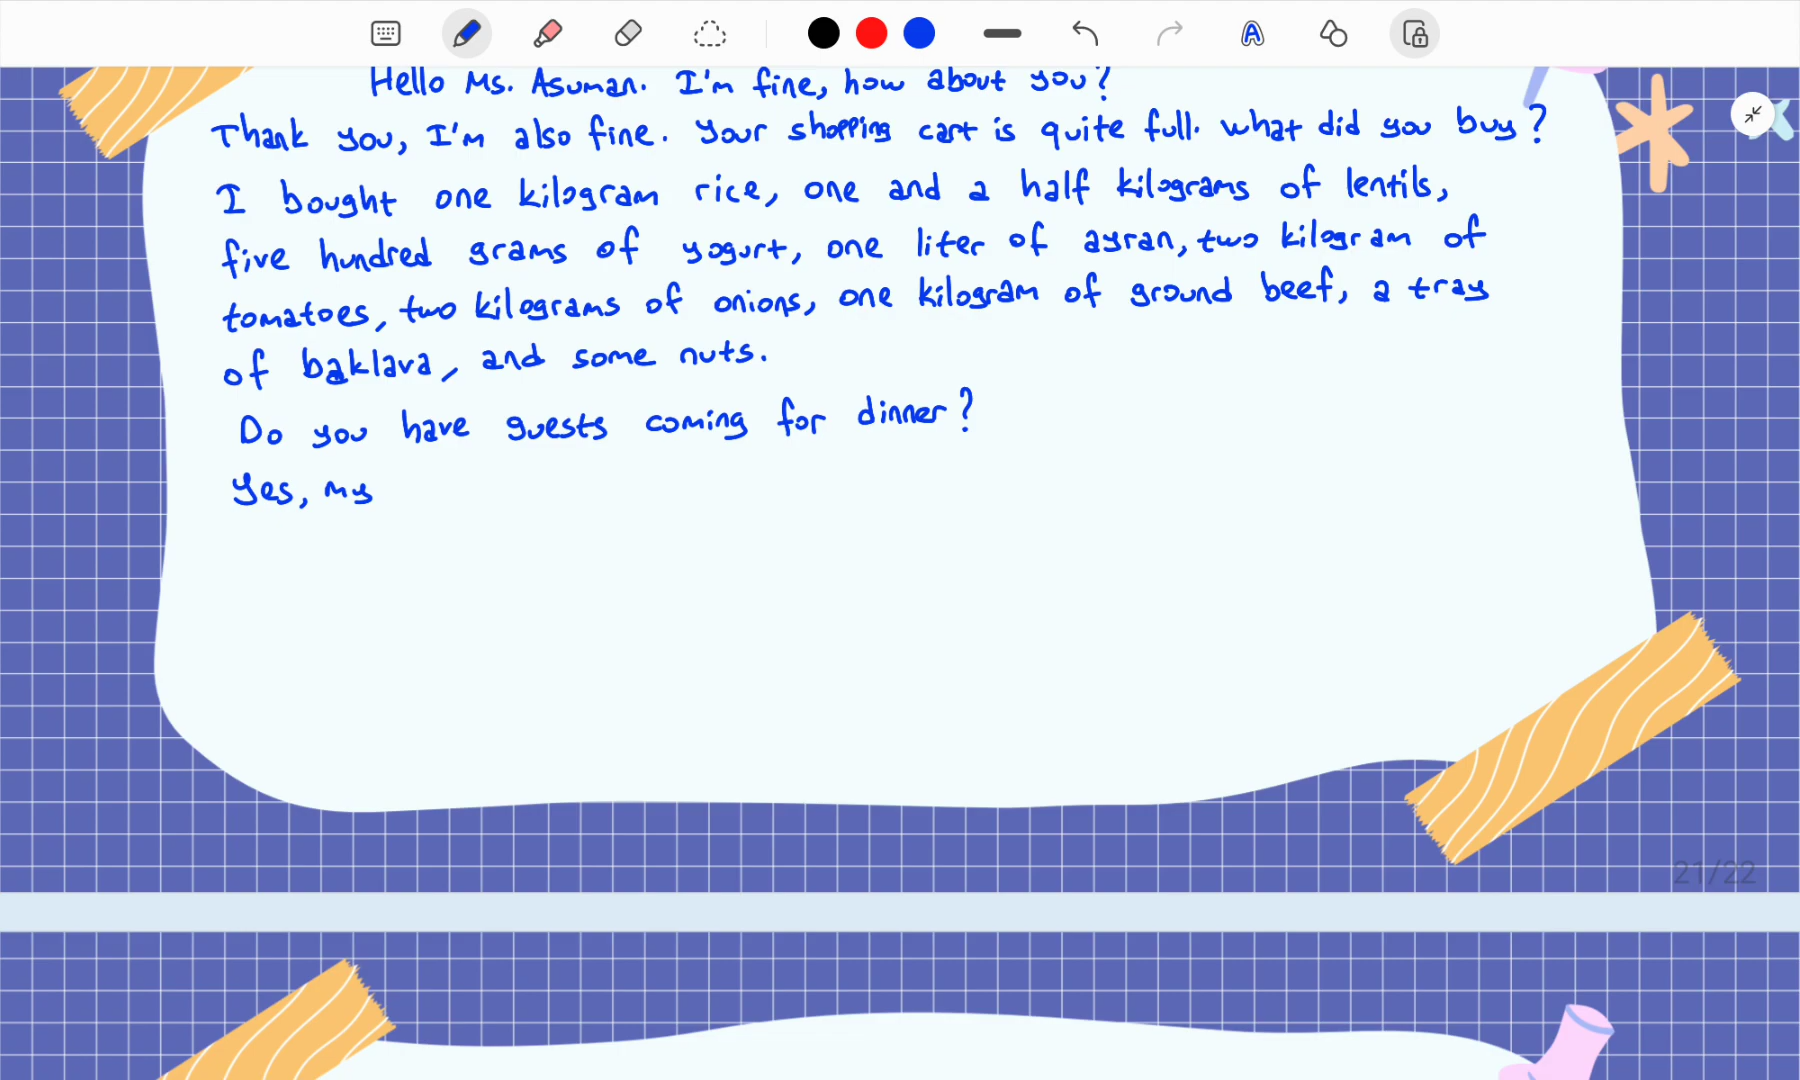 Hello Ms. Asuman. I'm fine, how about you?
Thank you, I'm also fine. Your shopping cart is quite full. What did you buy?
I bought one kilogram rice, one and a half kilograms of lentils,
five hundred grams of yogurt, one liter of ayran, two kilogram of
tomatoes, two kilograms of onions, one kilogram of ground beef, a tray
of baklava, and some nuts.
Do you have guests coming for dinner?
Yes, my
21/22